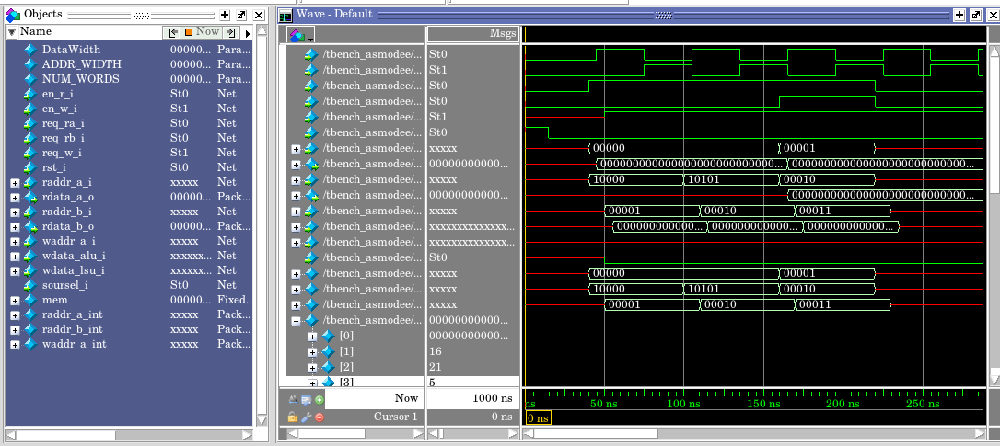 Objects
Name Now
DataWidth 00000... Para...
ADDR_WIDTH 00000... Para...
NUM_WORDS 00000... Para...
en_r_i St0 Net
en_w_i St1 Net
req_ra_i St0 Net
req_rb_i St0 Net
req_w_i St1 Net
rst_i St0 Net
raddr_a_i xxxxx Net
rdata_a_o 00000... Pack...
raddr_b_i xxxxx Net
rdata_b_o 00000... Pack...
waddr_a_i xxxxx Net
wdata_alu_i xxxxxx... Net
wdata_lsu_i xxxxxx... Net
soursel_i St0 Net
mem 00000... Fixed...
raddr_a_int xxxxx Pack...
raddr_b_int xxxxx Pack...
waddr_a_int xxxxx Pack...
Wave - Default
Msgs
/tbench_asmodee/... St0
/tbench_asmodee/... St1
/tbench_asmodee/... St0
/tbench_asmodee/... St0
/tbench_asmodee/... St1
/tbench_asmodee/... St0
/tbench_asmodee/... xxxxx 00000 00001
/tbench_asmodee/... 00000000000... 00000000000000000000000000... 00000000000000000000000000...
/tbench_asmodee/... xxxxx 10000 10101 00010
/tbench_asmodee/... 00000000000... 00000000000000000000000000...
/tbench_asmodee/... xxxxx 00001 00010 00011
/tbench_asmodee/... xxxxxxxxxxxxxx... 000000000000... 000000000000... 000000000000...
/tbench_asmodee/... xxxxxxxxxxxxxx...
/tbench_asmodee/... St0
/tbench_asmodee/... xxxxx 00000 00001
/tbench_asmodee/... xxxxx 10000 10101 00010
/tbench_asmodee/... xxxxx 00001 00010 00011
/tbench_asmodee/... 00000000000...
[0] 00000000000...
[1] 16
[2] 21
[3] 5
Now 1000 ns ns 50 ns 100 ns 150 ns 200 ns 250 ns
Cursor 1 0 ns 0 ns